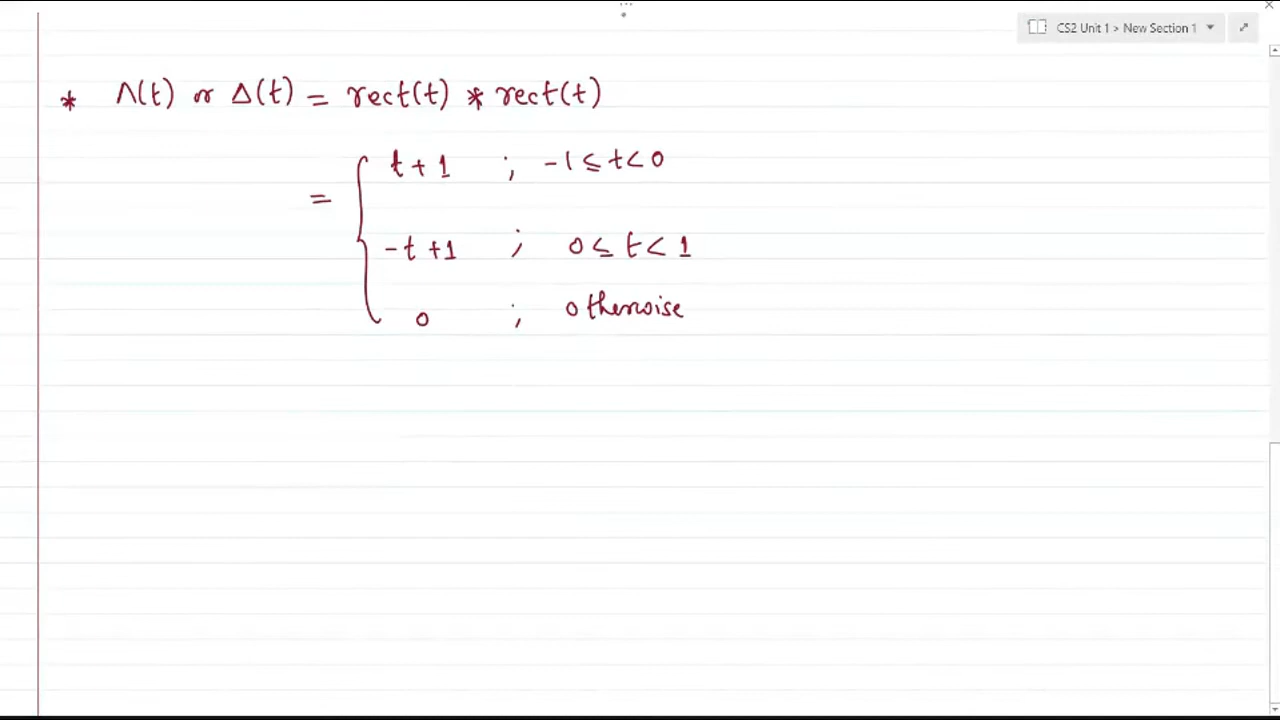 CS2 Unit 1 > New Section 1
* Λ(t) or Δ(t) = rect(t) * rect(t)
= { t + 1 ; -1 ≤ t < 0
-t + 1 ; 0 ≤ t < 1
0 ; otherwise